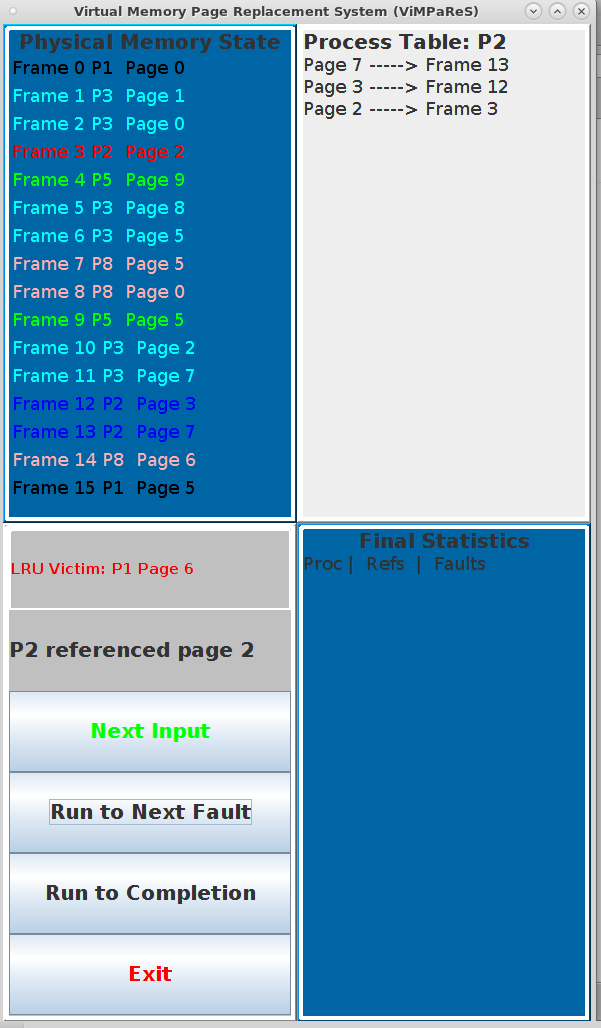 Virtual Memory Page Replacement System (ViMPaReS)
Physical Memory State
Frame 0 P1 Page 0
Frame 1 P3 Page 1
Frame 2 P3 Page 0
Frame 3 P2 Page 2
Frame 4 P5 Page 9
Frame 5 P3 Page 8
Frame 6 P3 Page 5
Frame 7 P8 Page 5
Frame 8 P8 Page 0
Frame 9 P5 Page 5
Frame 10 P3 Page 2
Frame 11 P3 Page 7
Frame 12 P2 Page 3
Frame 13 P2 Page 7
Frame 14 P8 Page 6
Frame 15 P1 Page 5
Process Table: P2
Page 7 -----> Frame 13
Page 3 -----> Frame 12
Page 2 -----> Frame 3
LRU Victim: P1 Page 6
P2 referenced page 2
Next Input
Run to Next Fault
Run to Completion
Exit
Final Statistics
Proc | Refs | Faults